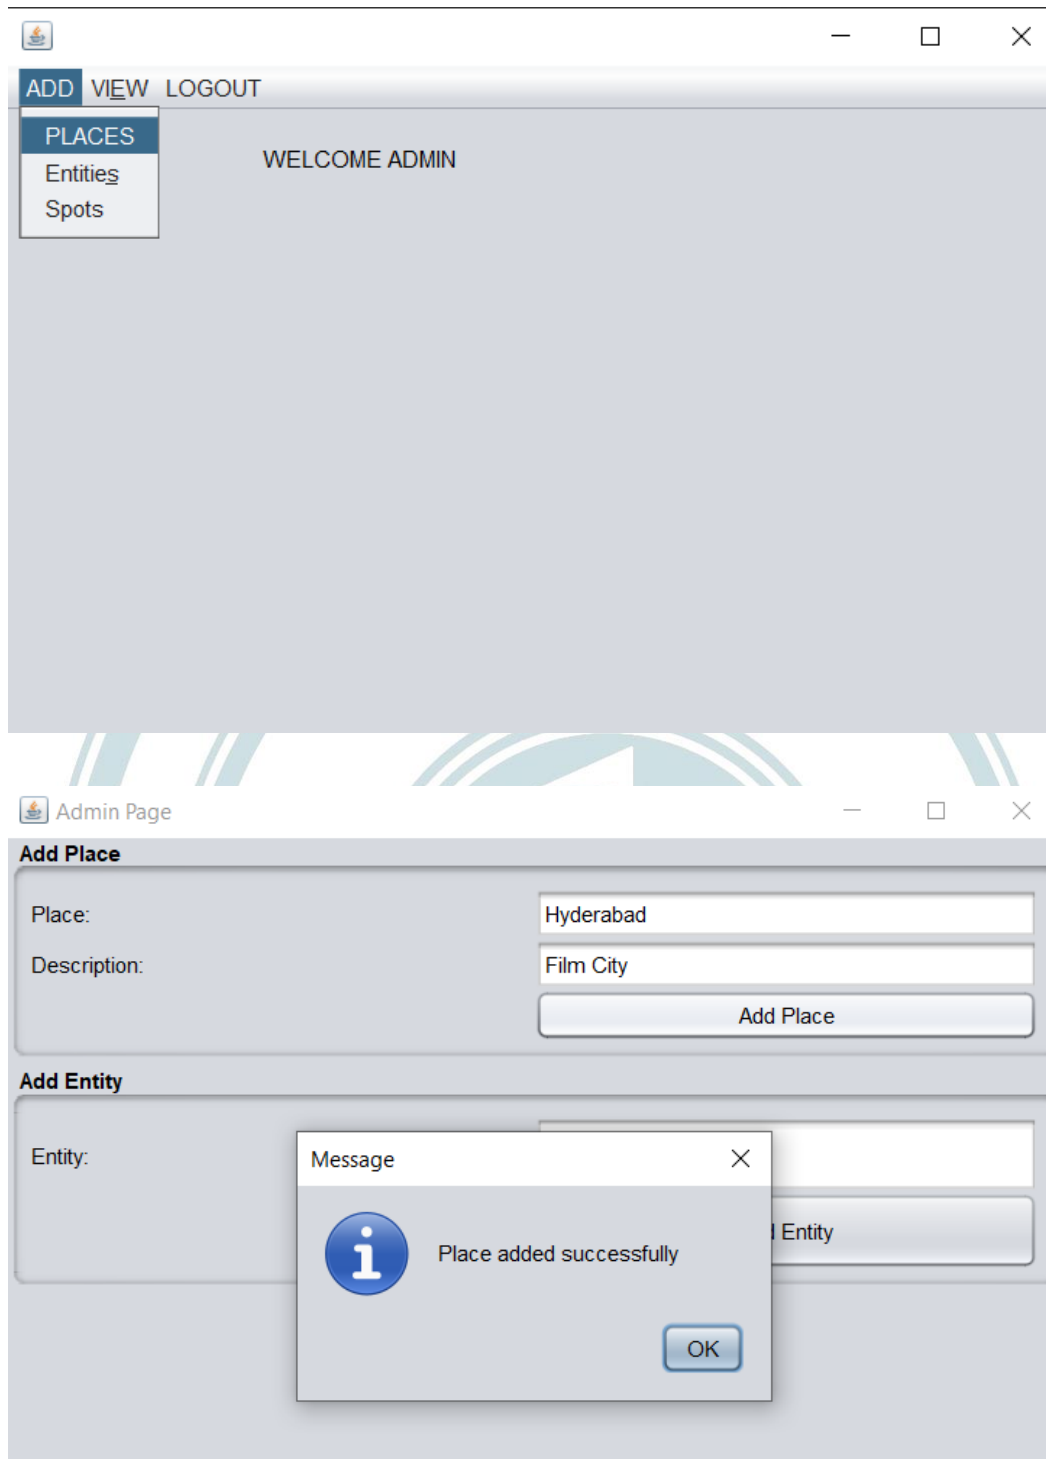 ADD VIEW LOGOUT
PLACES
Entities
Spots
WELCOME ADMIN
Admin Page
Add Place
Place:
Hyderabad
Description:
Film City
Add Place
Add Entity
Entity:
Message
Place added successfully
Entity
OK